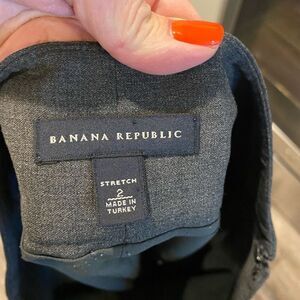 BANANA REPUBLIC
STRETCH
2
MADE IN
TURKEY